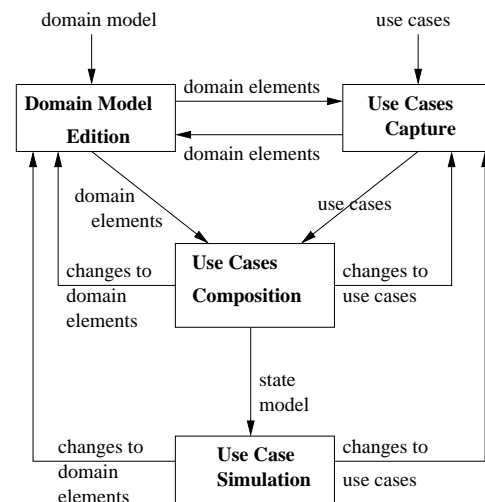 domain model
use cases
Domain Model
Edition
domain elements
Use Cases
Capture
domain elements
domain
elements
use cases
Use Cases
Composition
changes to
domain
elements
changes to
use cases
state
model
Use Case
Simulation
changes to
domain
elements
changes to
use cases